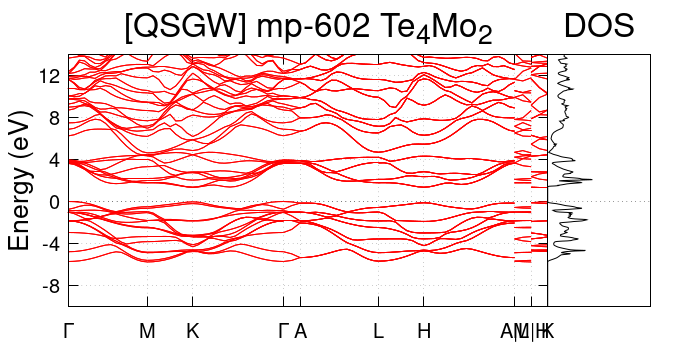 [QSGW] mp-602 Te₄Mo₂ DOS
Energy (eV)
12
8
4
0
-4
-8
Γ M K Γ A L H A|L